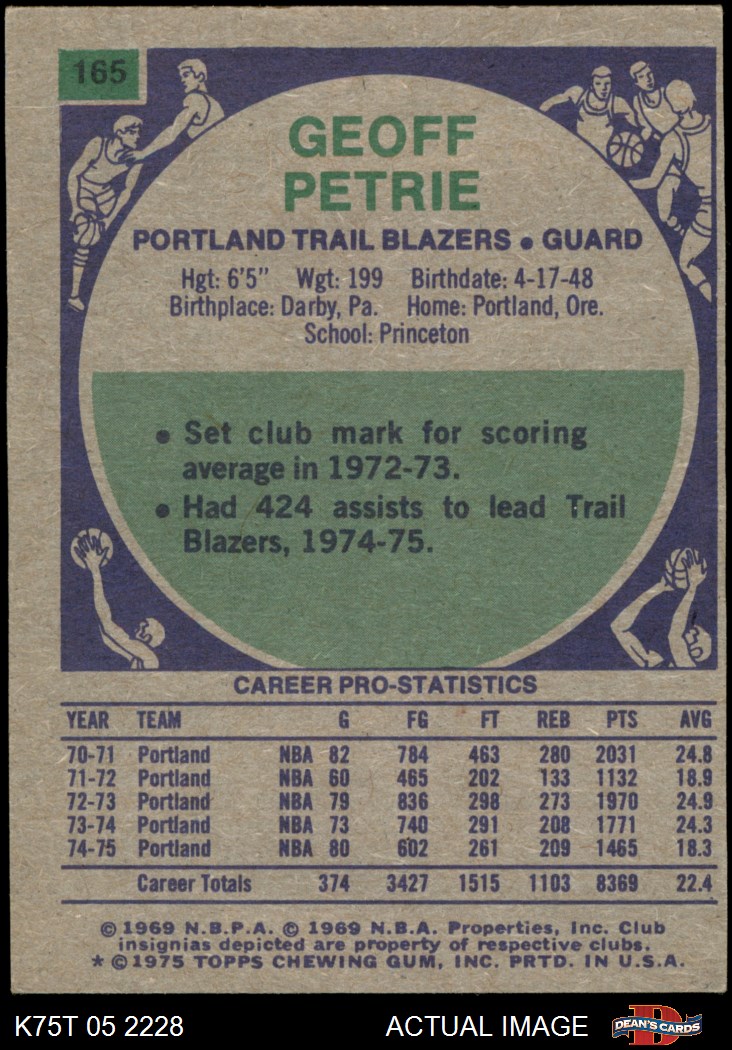 165
GEOFF
PETRIE
PORTLAND TRAIL BLAZERS • GUARD
Hgt: 6'5" Wgt: 199 Birthdate: 4-17-48
Birthplace: Darby, Pa. Home: Portland, Ore.
School: Princeton
• Set club mark for scoring
average in 1972-73.
• Had 424 assists to lead Trail
Blazers, 1974-75.
CAREER PRO-STATISTICS
YEAR TEAM G FG FT REB PTS AVG
70-71 Portland NBA 82 784 463 280 2031 24.8
71-72 Portland NBA 60 465 202 133 1132 18.9
72-73 Portland NBA 79 836 298 273 1970 24.9
73-74 Portland NBA 73 740 291 208 1771 24.3
74-75 Portland NBA 80 602 261 209 1465 18.3
Career Totals 374 3427 1515 1103 8369 22.4
© 1969 N.B.P.A. © 1969 N.B.A. Properties, Inc. Club
insignias depicted are property of respective clubs.
* © 1975 TOPPS CHEWING GUM, INC. PRTD. IN U.S.A.
K75T 05 2228 ACTUAL IMAGE D DEAN'S CARDS